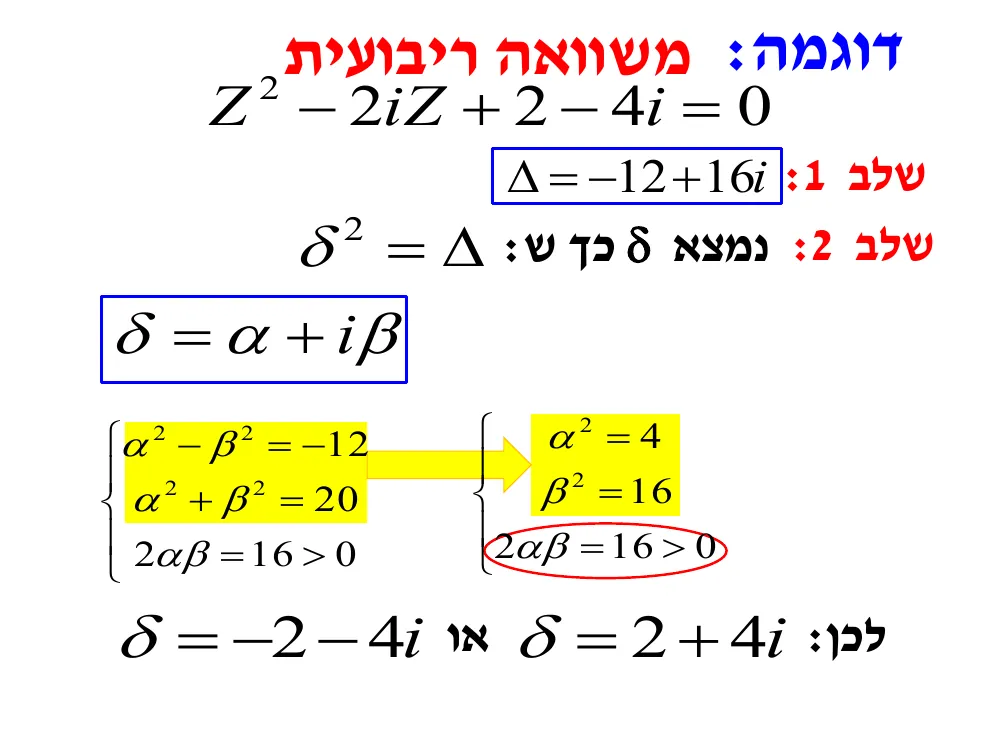 דוגמה: משוואה ריבועית
Z² − 2iZ + 2 − 4i = 0
שלב 1: Δ = −12 + 16i
שלב 2: נמצא δ כך ש: δ² = Δ
δ = α + iβ
α² − β² = −12
α² + β² = 20
2αβ = 16 > 0
α² = 4
β² = 16
2αβ = 16 > 0
לכן: δ = 2 + 4i או δ = −2 − 4i